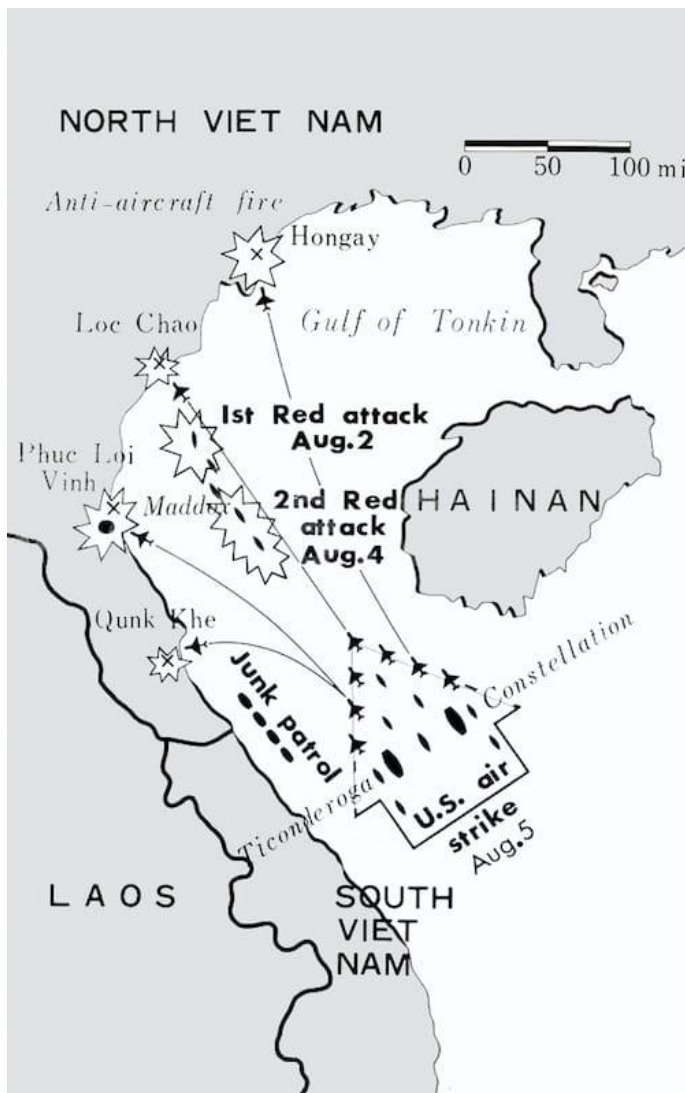 NORTH VIET NAM
0 50 100 mi
Anti-aircraft fire
Hongay
Loc Chao
Gulf of Tonkin
1st Red attack
Aug.2
Phuc Loi
Vinh
Maddux
2nd Red
attack
Aug.4
HAINAN
Qunk Khe
Junk patrol
Constellation
Ticonderoga
U.S. air
strike
Aug.5
LAOS
SOUTH
VIET
NAM